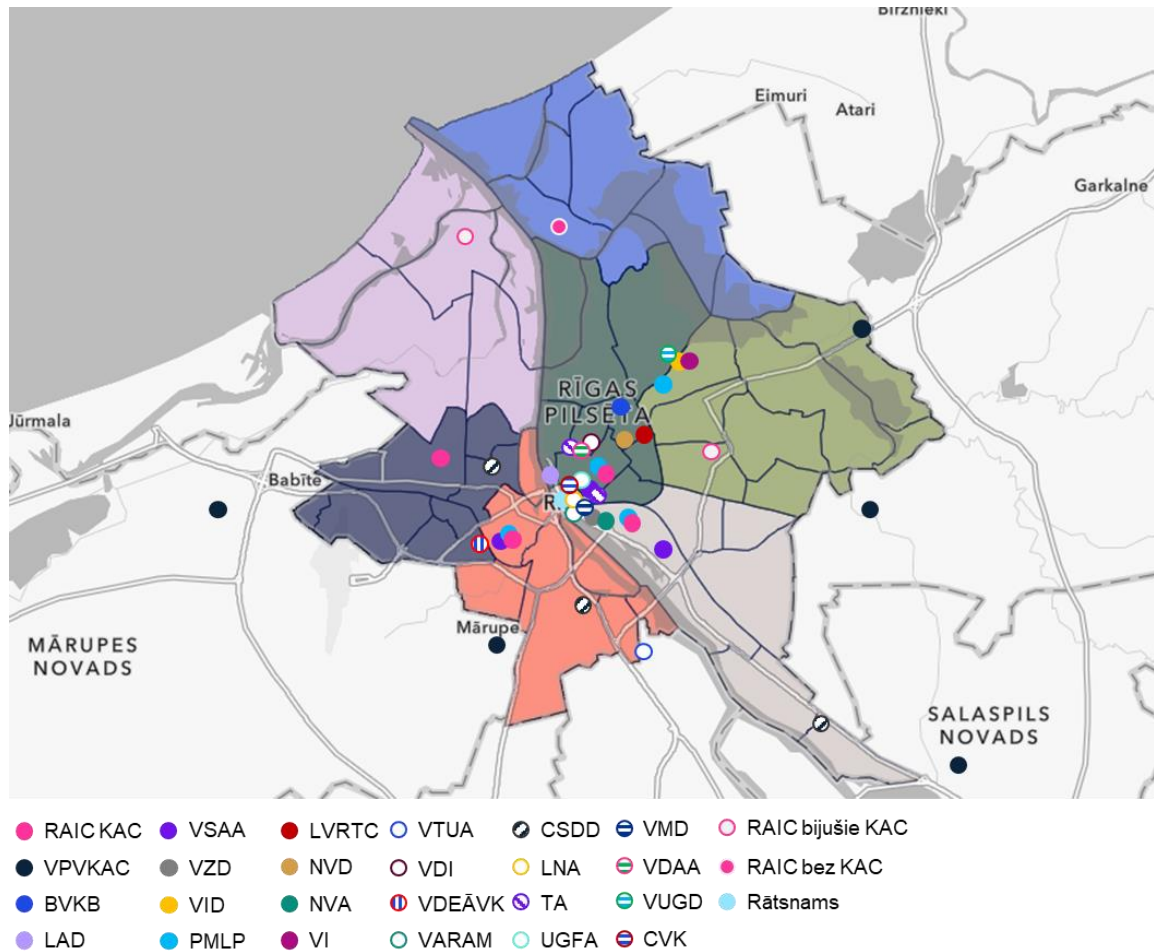 Birznieki
Eimuri
Atari
Garkalne
RĪGAS
PILSĒTA
Jūrmala
Babīte
R.
Mārupe
MĀRUPES
NOVADS
SALASPILS
NOVADS
RAIC KAC VSAA LVRTC VTUA CSDD VMD RAIC bijušie KAC
VPVKAC VZD NVD VDI LNA VDAA RAIC bez KAC
BVKB VID NVA VDEĀVK TA VUGD Rātsnams
LAD PMLP VI VARAM UGFA CVK